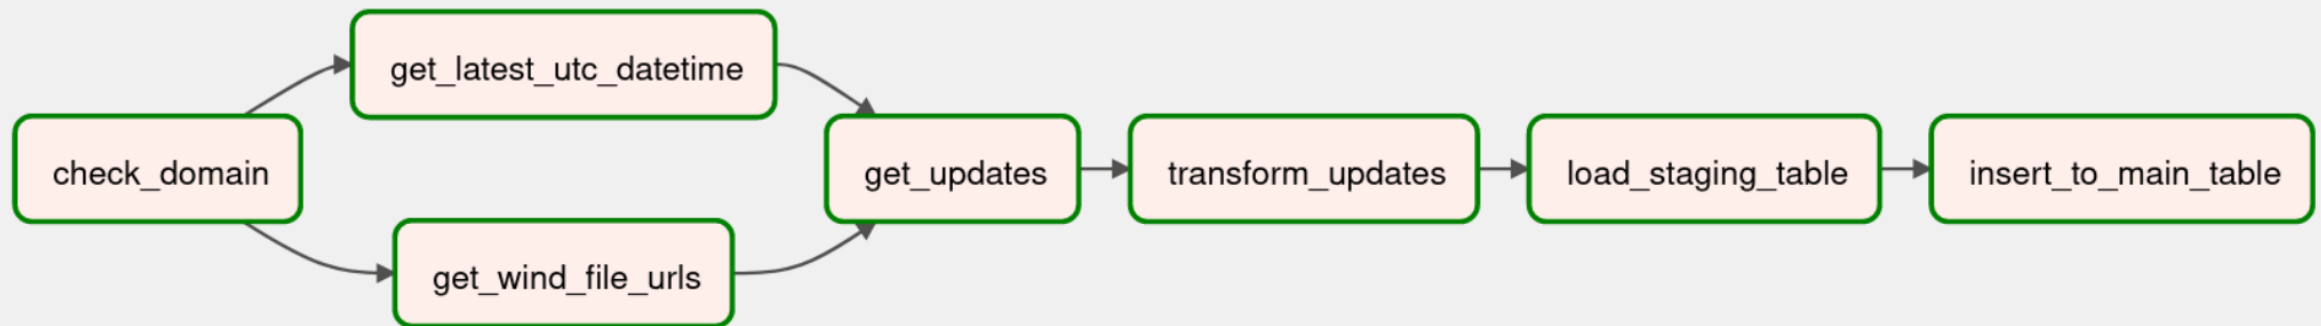 check_domain
get_latest_utc_datetime
get_wind_file_urls
get_updates
transform_updates
load_staging_table
insert_to_main_table